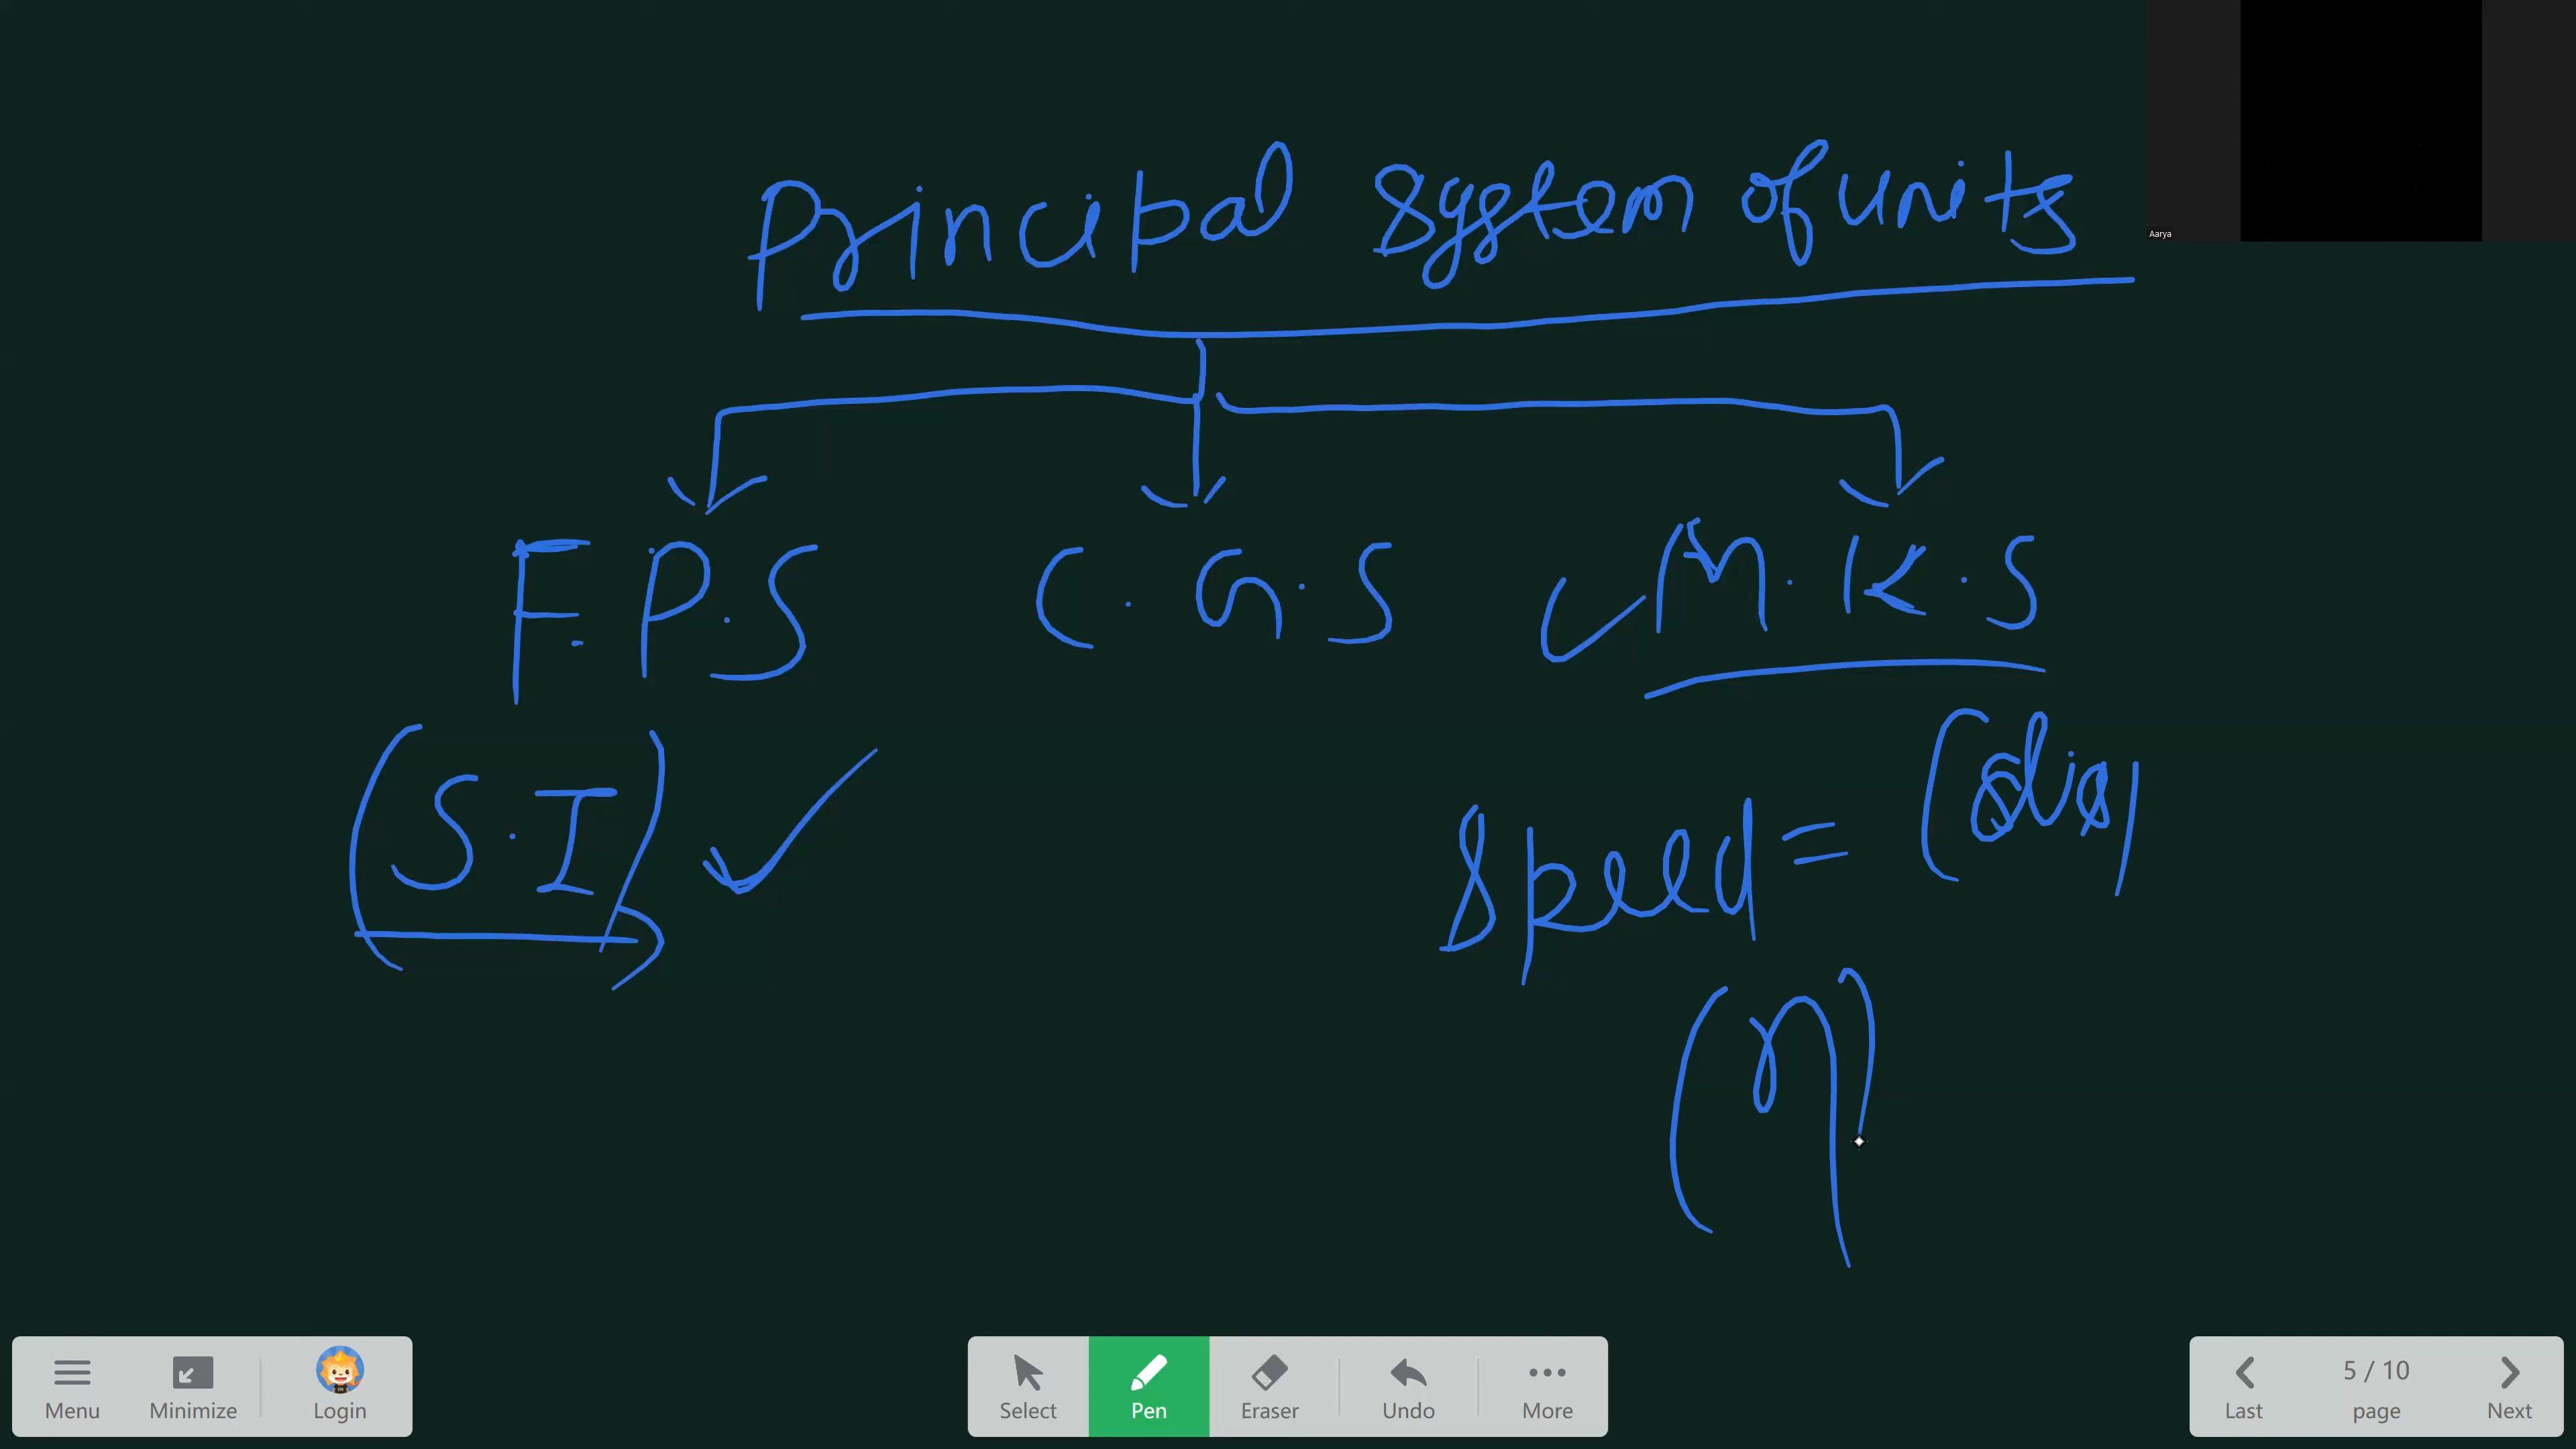 Principal System of units
F.P.S C.G.S M.K.S
(S.I)
Speed =
(η)
Aarya
Menu Minimize Login
Select Pen Eraser Undo More
5 / 10
Last page Next